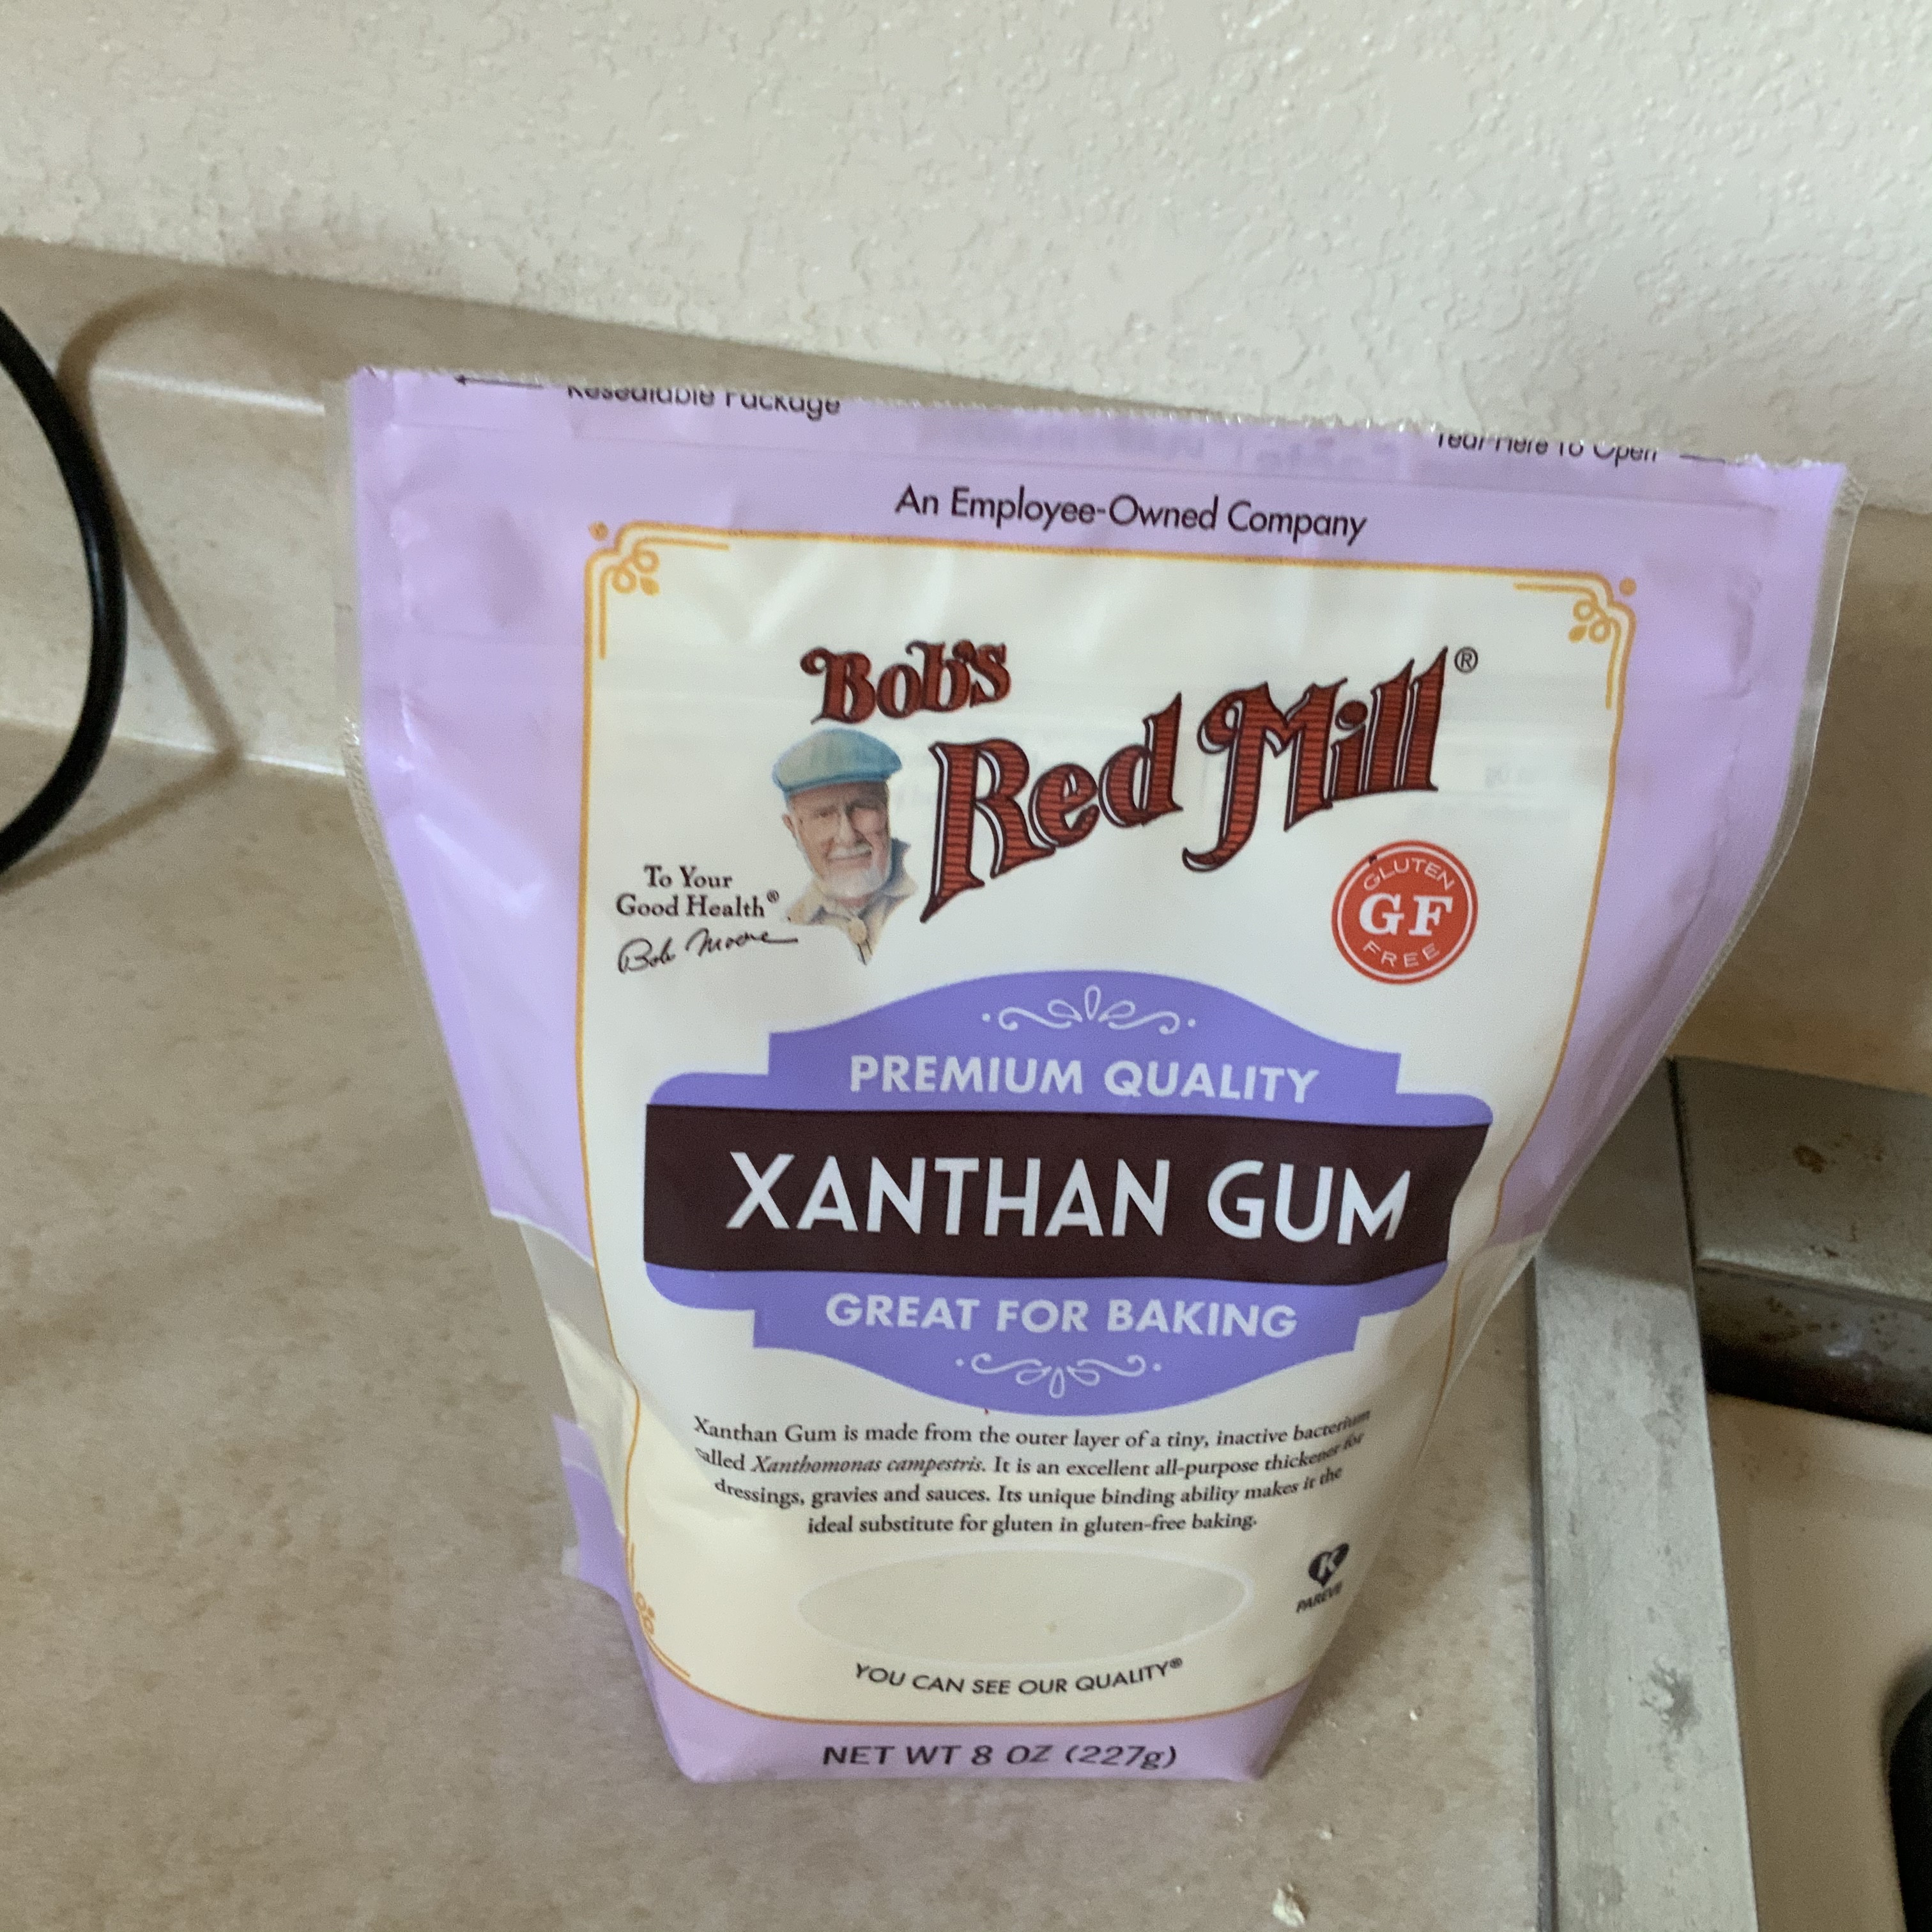 Resealable Package
Tear Here To Open
An Employee-Owned Company
Bob's
Red Mill®
To Your
Good Health®
Bob Moore
GLUTEN
GF
FREE
PREMIUM QUALITY
XANTHAN GUM
GREAT FOR BAKING
Xanthan Gum is made from the outer layer of a tiny, inactive bacterium
called Xanthomonas campestris. It is an excellent all-purpose thickener for
dressings, gravies and sauces. Its unique binding ability makes it the
ideal substitute for gluten in gluten-free baking.
K
PAREVE
YOU CAN SEE OUR QUALITY®
NET WT 8 OZ (227g)